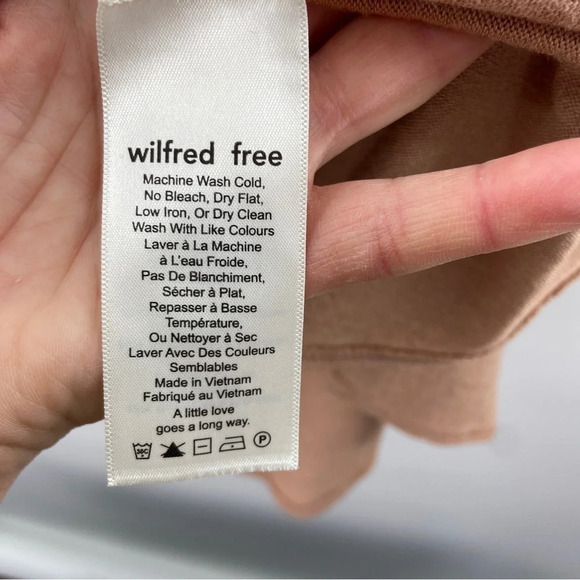 wilfred free
Machine Wash Cold,
No Bleach, Dry Flat,
Low Iron, Or Dry Clean
Wash With Like Colours
Laver à La Machine
à L'eau Froide,
Pas De Blanchiment,
Sécher à Plat,
Repasser à Basse
Température,
Ou Nettoyer à Sec
Laver Avec Des Couleurs
Semblables
Made in Vietnam
Fabriqué au Vietnam
A little love
goes a long way.
30C P